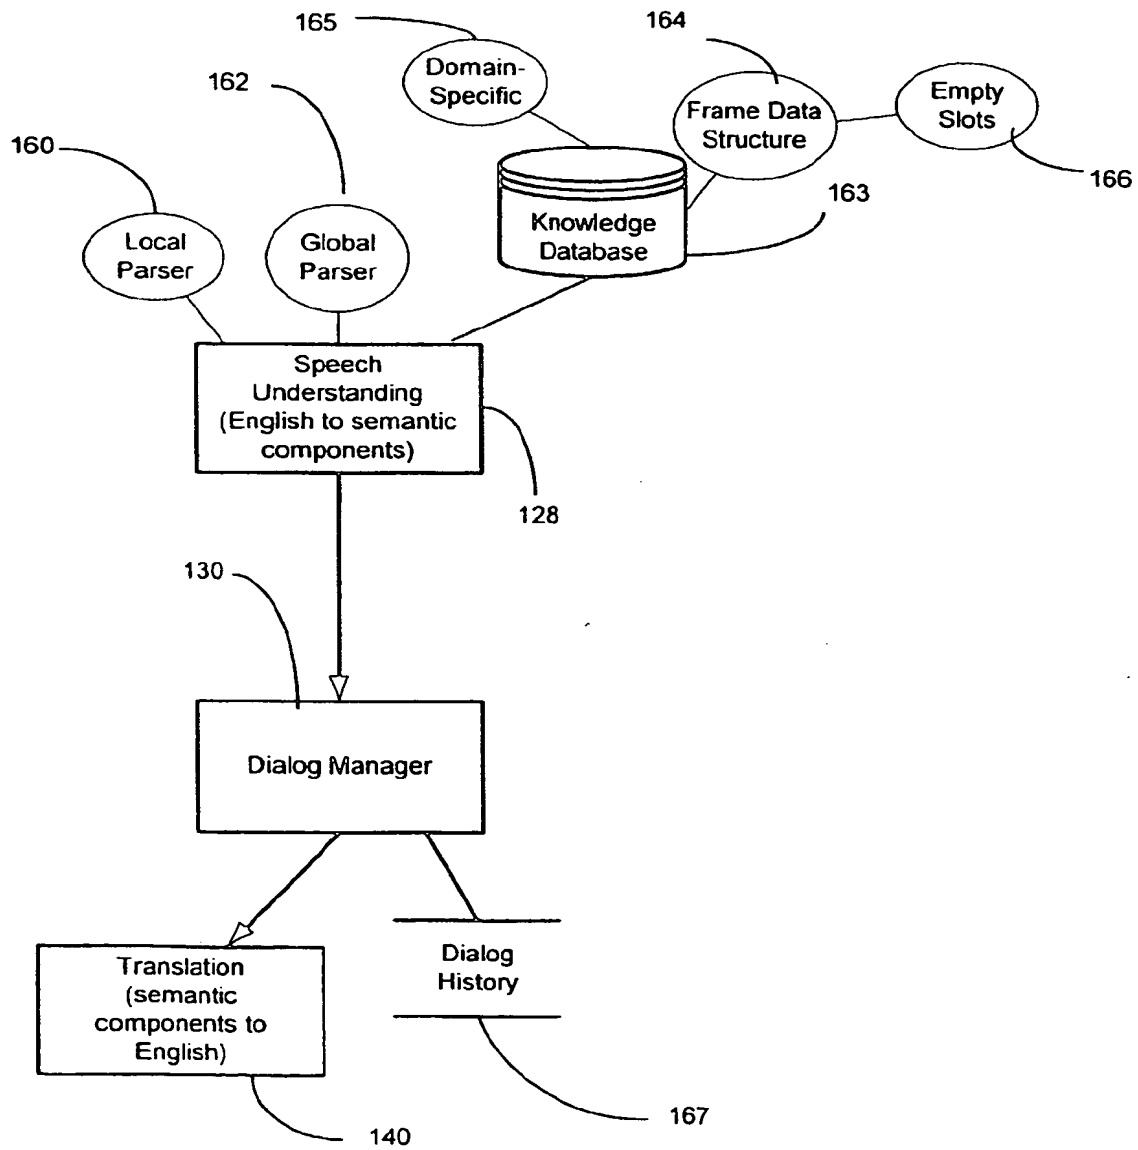 165
164
Domain-
Specific
162
Frame Data
Structure
Empty
Slots
160
166
163
Knowledge
Database
Local
Parser
Global
Parser
Speech
Understanding
(English to semantic
components)
128
130
Dialog Manager
Translation
(semantic
components to
English)
Dialog
History
167
140